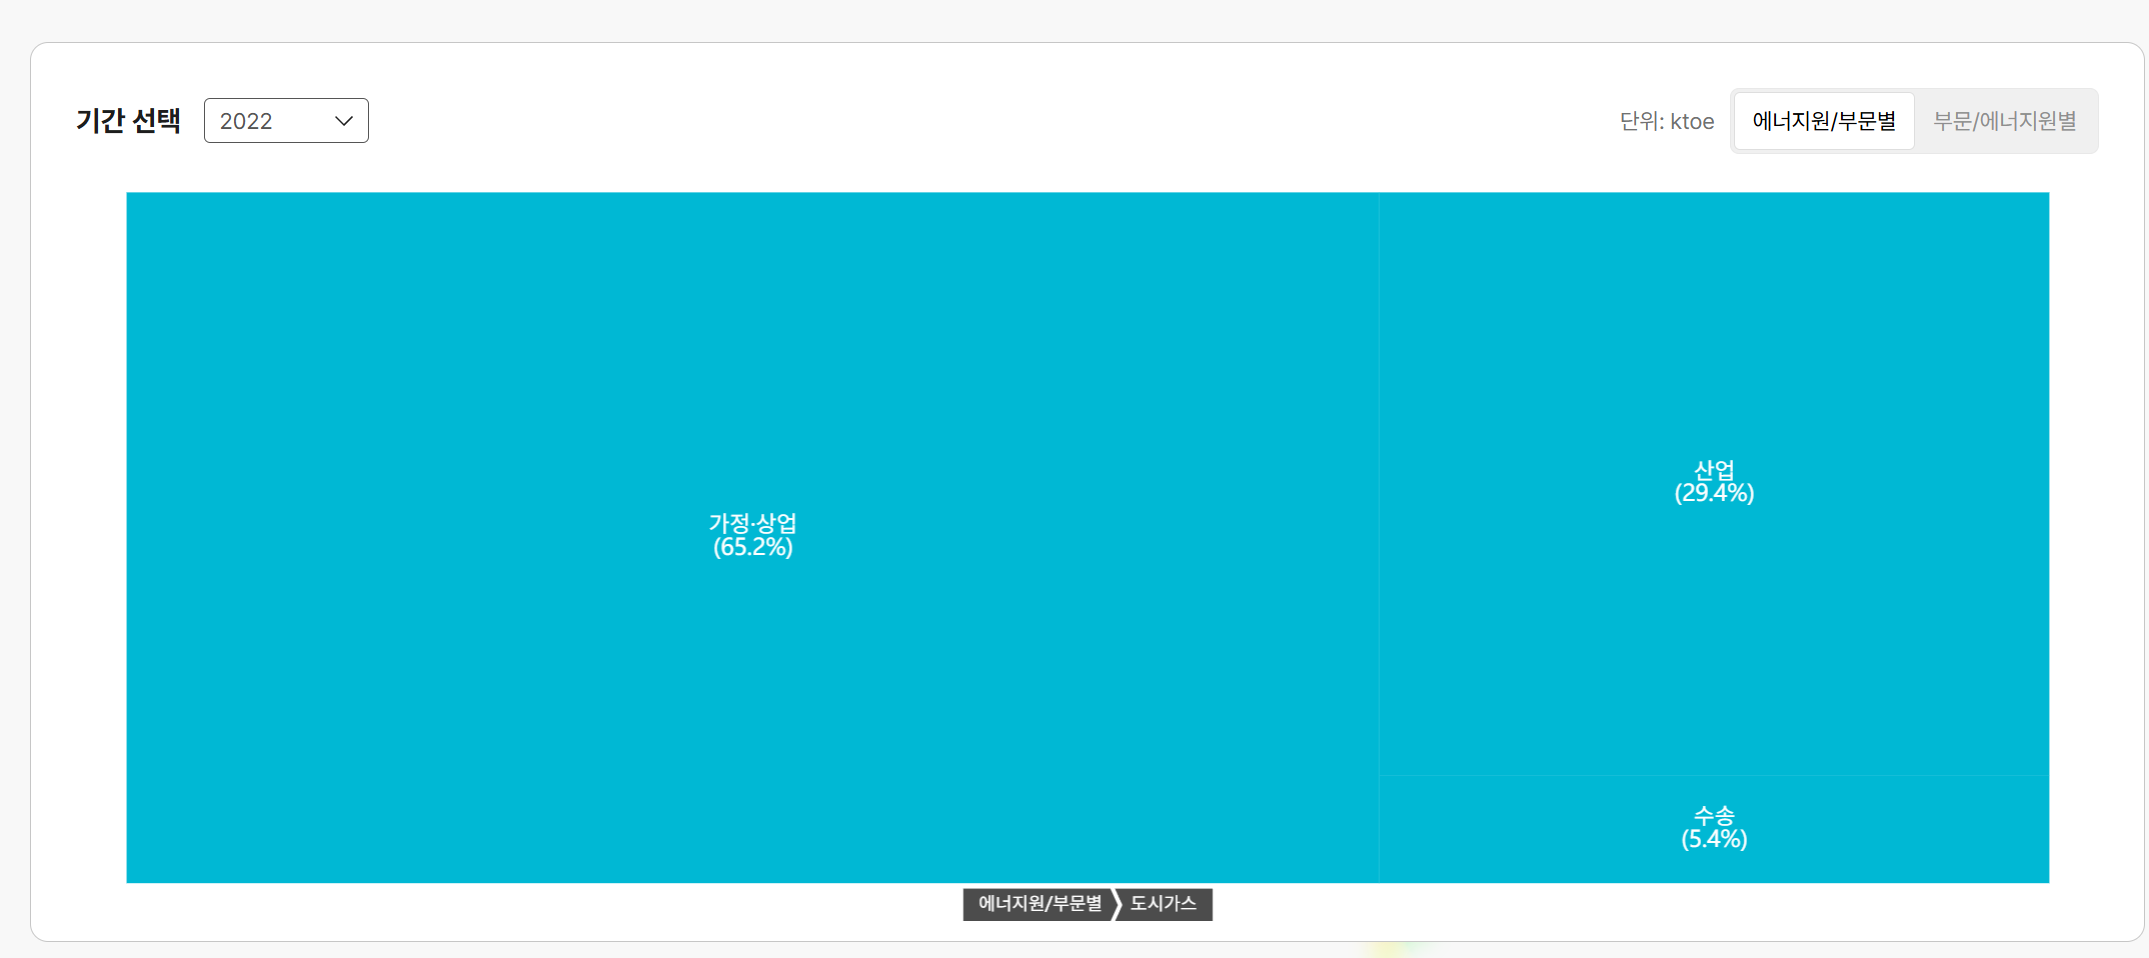 기간 선택
2022
단위: ktoe
에너지원/부문별
부문/에너지원별
가정·상업
(65.2%)
산업
(29.4%)
수송
(5.4%)
에너지원/부문별
도시가스